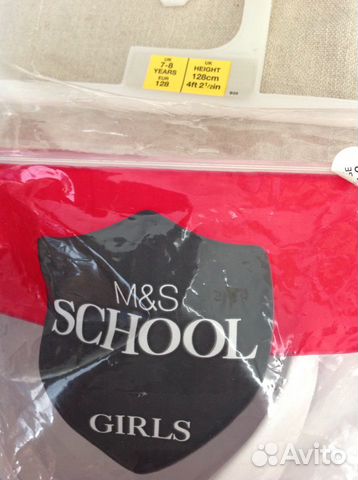 UK
7-8
YEARS
EUR
128
UK
HEIGHT
128cm
4ft 2½in
M&S
SCHOOL
GIRLS
Avito